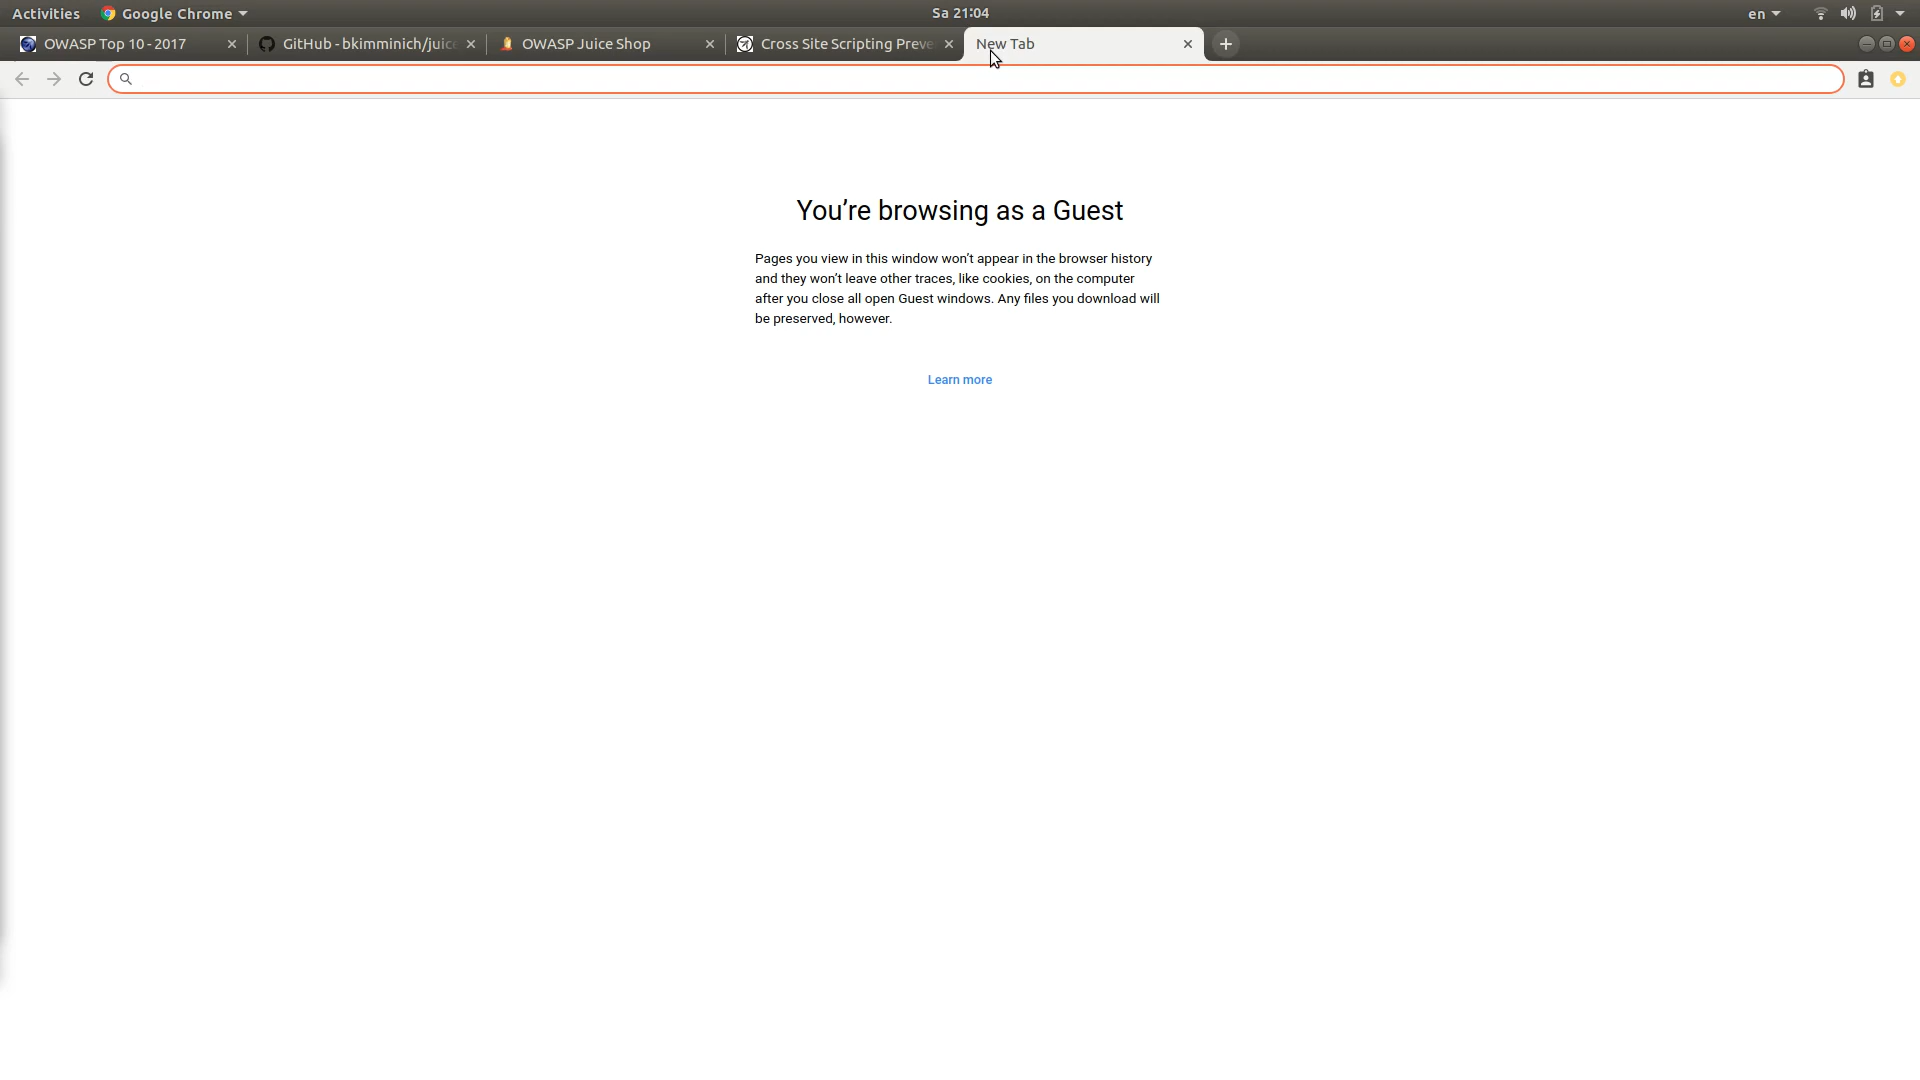 Activities Google Chrome Sa 21:04 en
OWASP Top 10 - 2017 GitHub - bkimminich/juice OWASP Juice Shop Cross Site Scripting Preve New Tab
You’re browsing as a Guest
Pages you view in this window won’t appear in the browser history
and they won’t leave other traces, like cookies, on the computer
after you close all open Guest windows. Any files you download will
be preserved, however.
Learn more